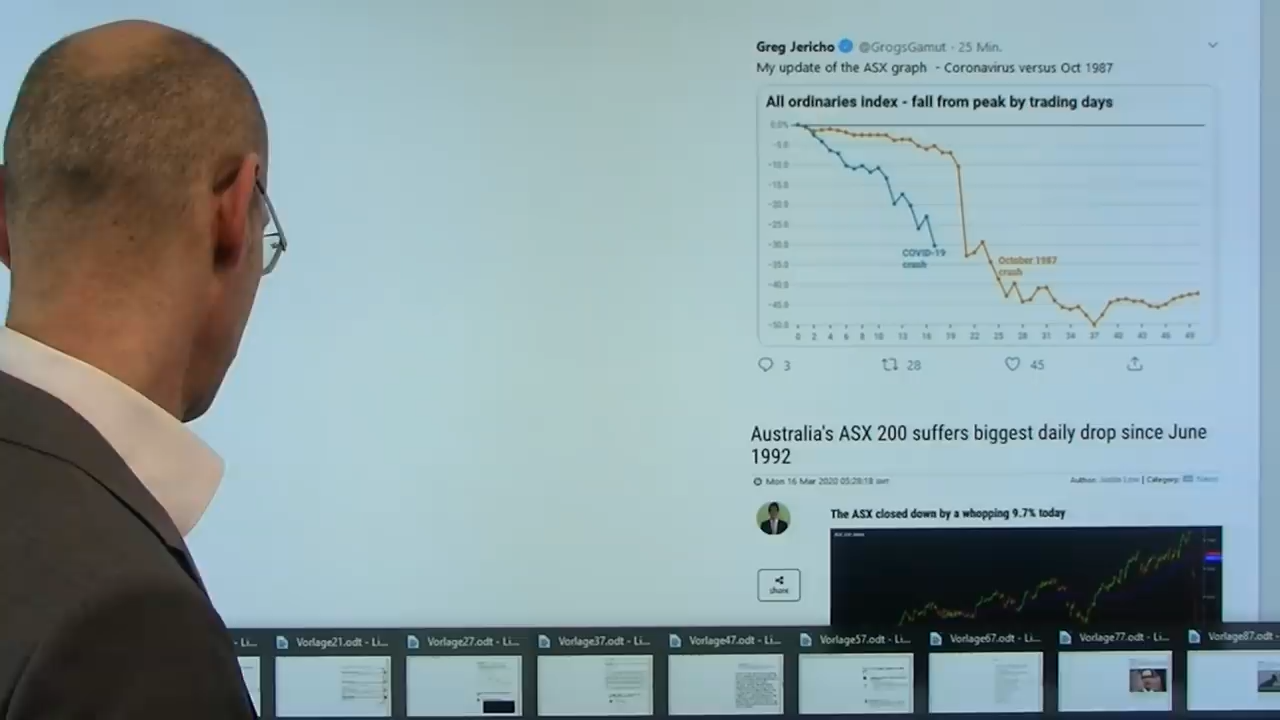 Greg Jericho @GrogsGamut · 25 Min.
My update of the ASX graph - Coronavirus versus Oct 1987
All ordinaries index - fall from peak by trading days
0.0%
-5.0
-10.0
-15.0
-20.0
-25.0
-30.0
-35.0
-40.0
-45.0
-50.0
COVID-19
crash
October 1987
crash
0 2 4 6 8 10 13 16 19 22 25 28 31 34 37 40 43 46 49
3 28 45
Australia's ASX 200 suffers biggest daily drop since June
1992
Mon 16 Mar 2020 05:28:18 GMT
Author: | Category:
The ASX closed down by a whopping 9.7% today
share
- Li...
Vorlage21.odt - Li...
Vorlage27.odt - Li...
Vorlage37.odt - Li...
Vorlage47.odt - Li...
Vorlage57.odt - Li...
Vorlage67.odt - Li...
Vorlage77.odt - Li...
Vorlage87.odt -